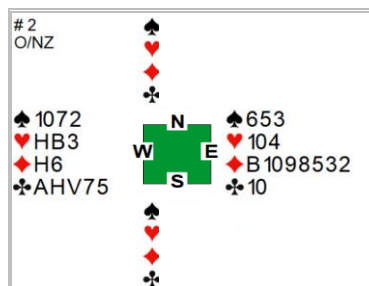 # 2
O/NZ
♠
♥
♦
♣
♠ 1072
♥ HB3
♦ H6
♣ AHV75
N
W E
S
♠ 653
♥ 104
♦ B1098532
♣ 10
♠
♥
♦
♣